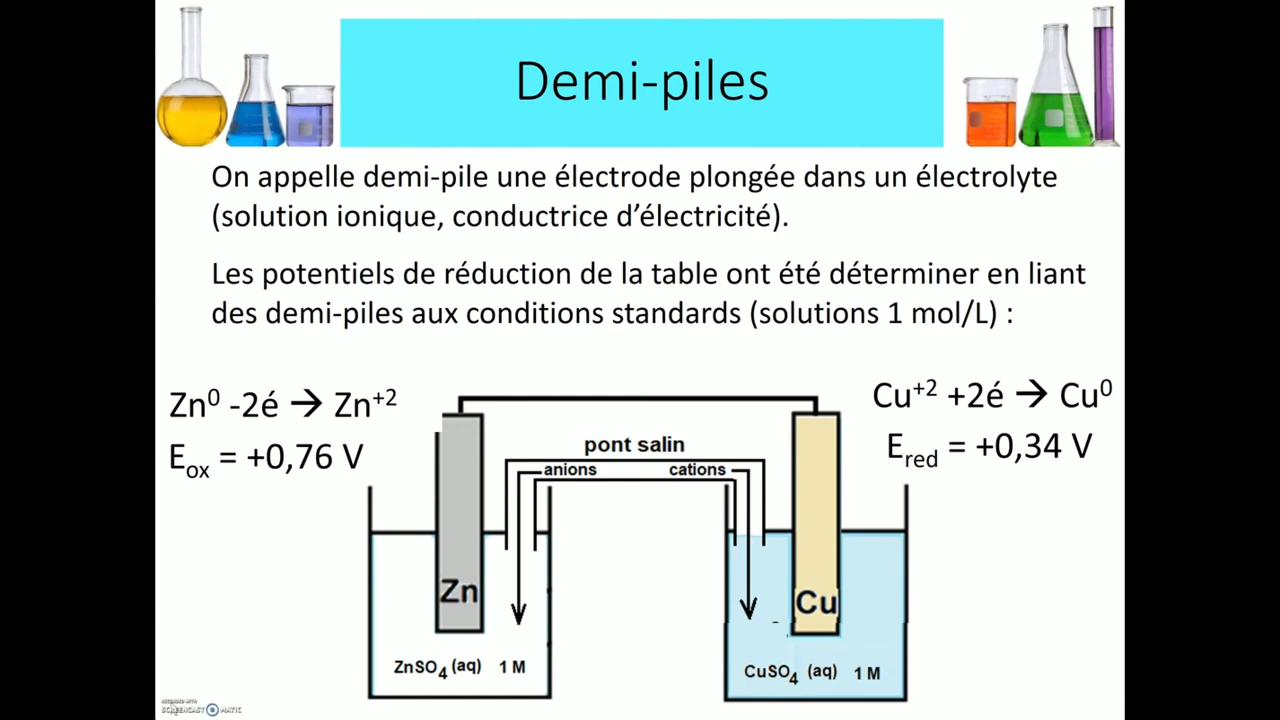 Demi-piles
On appelle demi-pile une électrode plongée dans un électrolyte
(solution ionique, conductrice d’électricité).
Les potentiels de réduction de la table ont été déterminer en liant
des demi-piles aux conditions standards (solutions 1 mol/L) :
Zn⁰ -2é → Zn⁺²
Eₒₓ = +0,76 V
Cu⁺² +2é → Cu⁰
E_red = +0,34 V
pont salin
anions cations
Zn
Cu
ZnSO₄ (aq) 1 M
CuSO₄ (aq) 1 M
RECORDED WITH
SCREENCAST MATIC